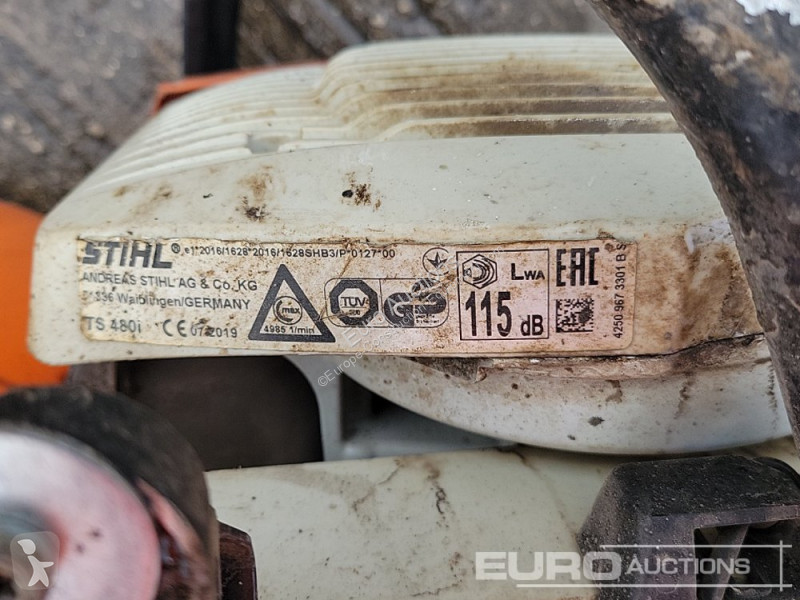 STIHL® e1*2016/1628*2016/1628SHB3/P*0127*00
ANDREAS STIHL AG & Co. KG
71336 Waiblingen/GERMANY
TS 480i CE 07.2019
max
4985 1/min
TÜV
SÜD
GS
LWA
115 dB
EAC
4250 967 3301 B S
EURO AUCTIONS